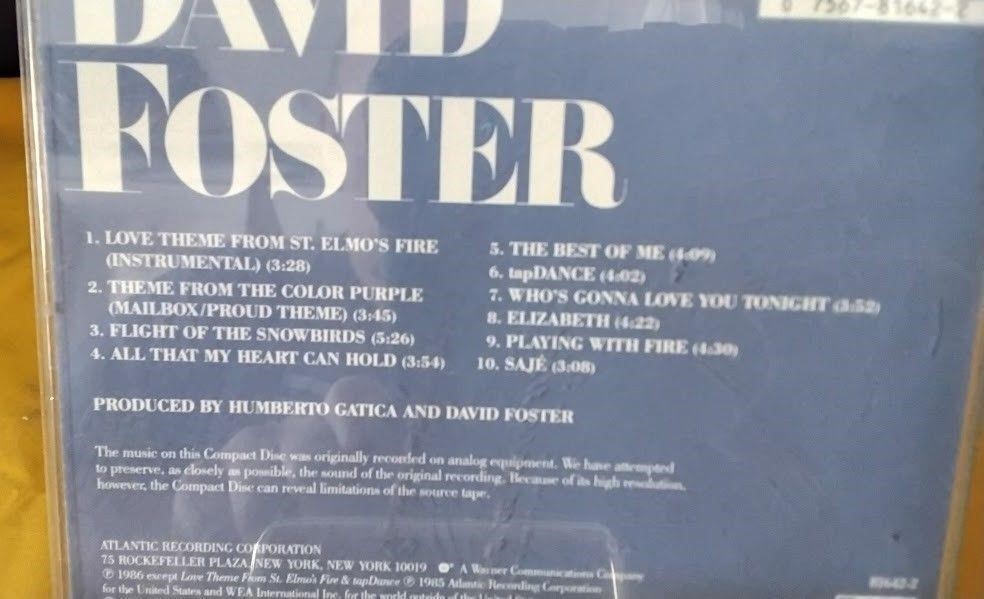 DAVID
0 7567-81642-2
FOSTER
1. LOVE THEME FROM ST. ELMO'S FIRE
(INSTRUMENTAL) (3:28)
2. THEME FROM THE COLOR PURPLE
(MAILBOX/PROUD THEME) (3:45)
3. FLIGHT OF THE SNOWBIRDS (5:26)
4. ALL THAT MY HEART CAN HOLD (3:54)
5. THE BEST OF ME (4:09)
6. tapDANCE (4:02)
7. WHO'S GONNA LOVE YOU TONIGHT (3:52)
8. ELIZABETH (4:22)
9. PLAYING WITH FIRE (4:30)
10. SAJÉ (3:08)
PRODUCED BY HUMBERTO GATICA AND DAVID FOSTER
The music on this Compact Disc was originally recorded on analog equipment. We have attempted
to preserve, as closely as possible, the sound of the original recording. Because of its high resolution,
however, the Compact Disc can reveal limitations of the source tape.
ATLANTIC RECORDING CORPORATION
75 ROCKEFELLER PLAZA, NEW YORK, NEW YORK 10019 A Warner Communications Company
℗ 1986 except Love Theme From St. Elmo's Fire & tapDance ℗ 1985 Atlantic Recording Corporation
for the United States and WEA International Inc. for the world outside of the United States
81642-2